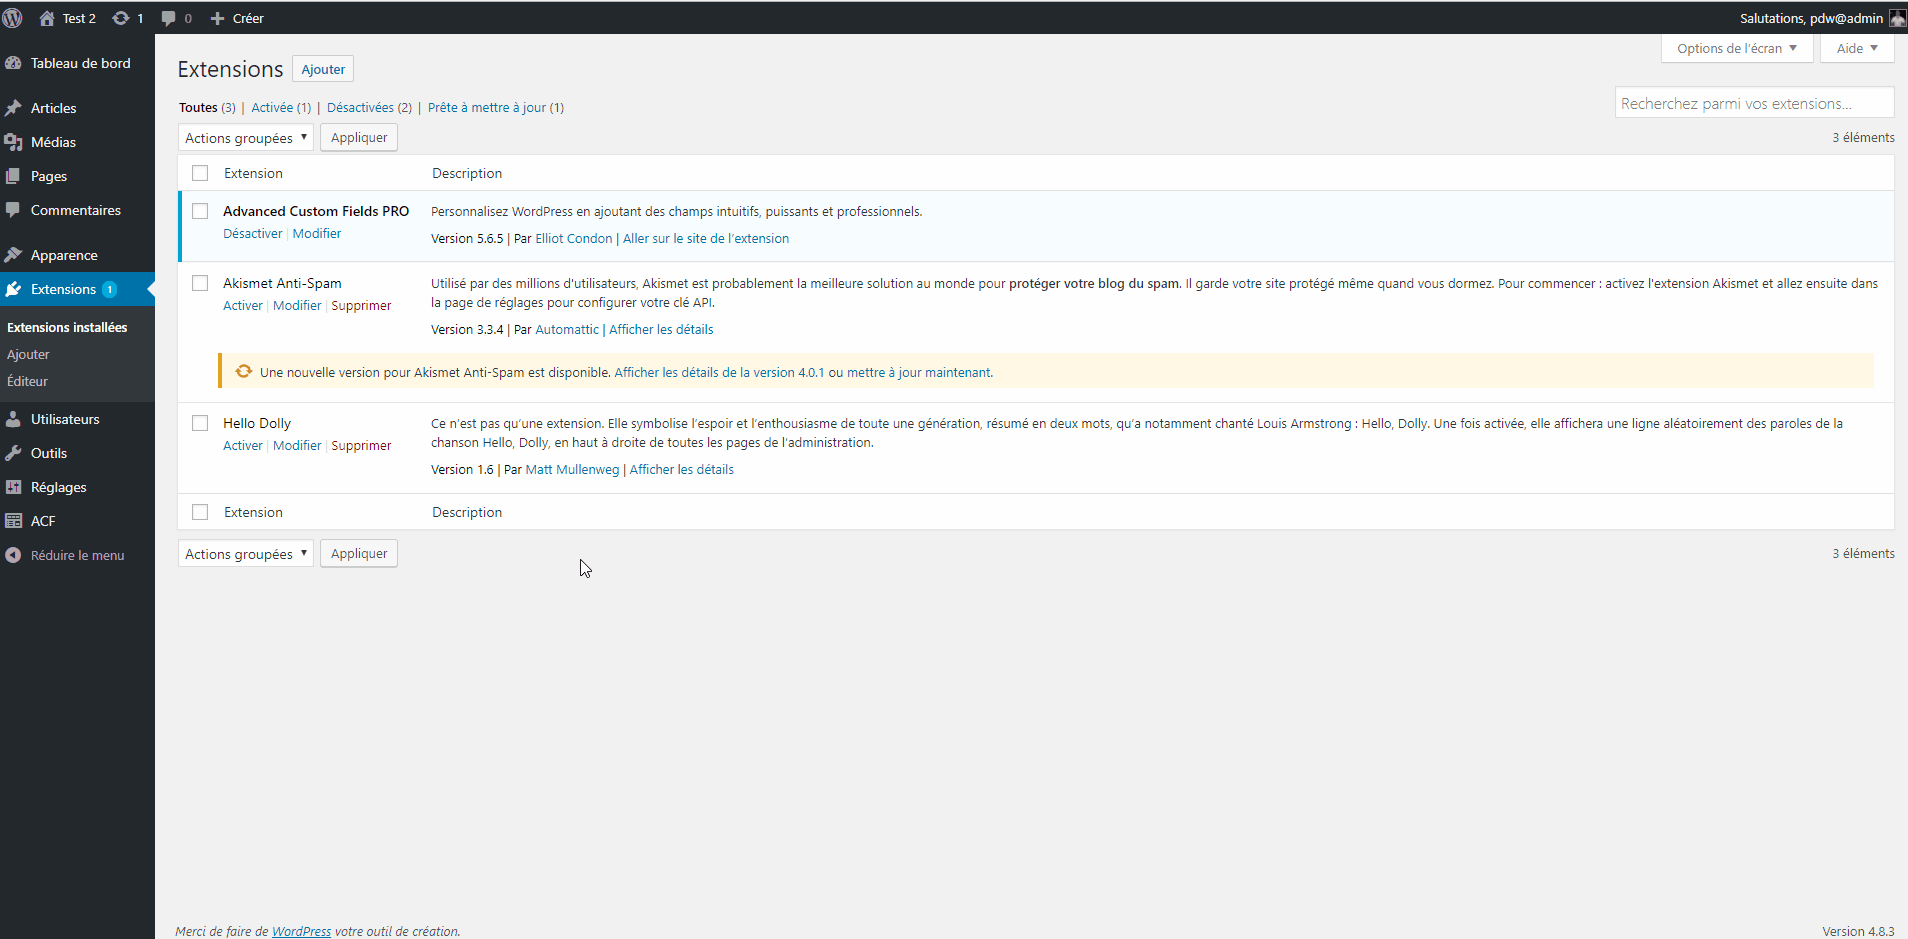 Test 2 1 0 Créer Salutations, pdw@admin
Options de l'écran ▼ Aide ▼
Tableau de bord
Articles
Médias
Pages
Commentaires
Apparence
Extensions 1
Extensions installées
Ajouter
Éditeur
Utilisateurs
Outils
Réglages
ACF
Réduire le menu
Extensions Ajouter
Toutes (3) | Activée (1) | Désactivées (2) | Prête à mettre à jour (1)
Recherchez parmi vos extensions...
Actions groupées ▼ Appliquer 3 éléments
Extension Description
Advanced Custom Fields PRO Personnalisez WordPress en ajoutant des champs intuitifs, puissants et professionnels.
Désactiver | Modifier
Version 5.6.5 | Par Elliot Condon | Aller sur le site de l'extension
Akismet Anti-Spam Utilisé par des millions d'utilisateurs, Akismet est probablement la meilleure solution au monde pour protéger votre blog du spam. Il garde votre site protégé même quand vous dormez. Pour commencer : activez l'extension Akismet et allez ensuite dans
Activer | Modifier | Supprimer la page de réglages pour configurer votre clé API.
Version 3.3.4 | Par Automattic | Afficher les détails
Une nouvelle version pour Akismet Anti-Spam est disponible. Afficher les détails de la version 4.0.1 ou mettre à jour maintenant.
Hello Dolly Ce n'est pas qu'une extension. Elle symbolise l'espoir et l'enthousiasme de toute une génération, résumé en deux mots, qu'a notamment chanté Louis Armstrong : Hello, Dolly. Une fois activée, elle affichera une ligne aléatoirement des paroles de la
Activer | Modifier | Supprimer chanson Hello, Dolly, en haut à droite de toutes les pages de l'administration.
Version 1.6 | Par Matt Mullenweg | Afficher les détails
Extension Description
Actions groupées ▼ Appliquer 3 éléments
Merci de faire de WordPress votre outil de création. Version 4.8.3